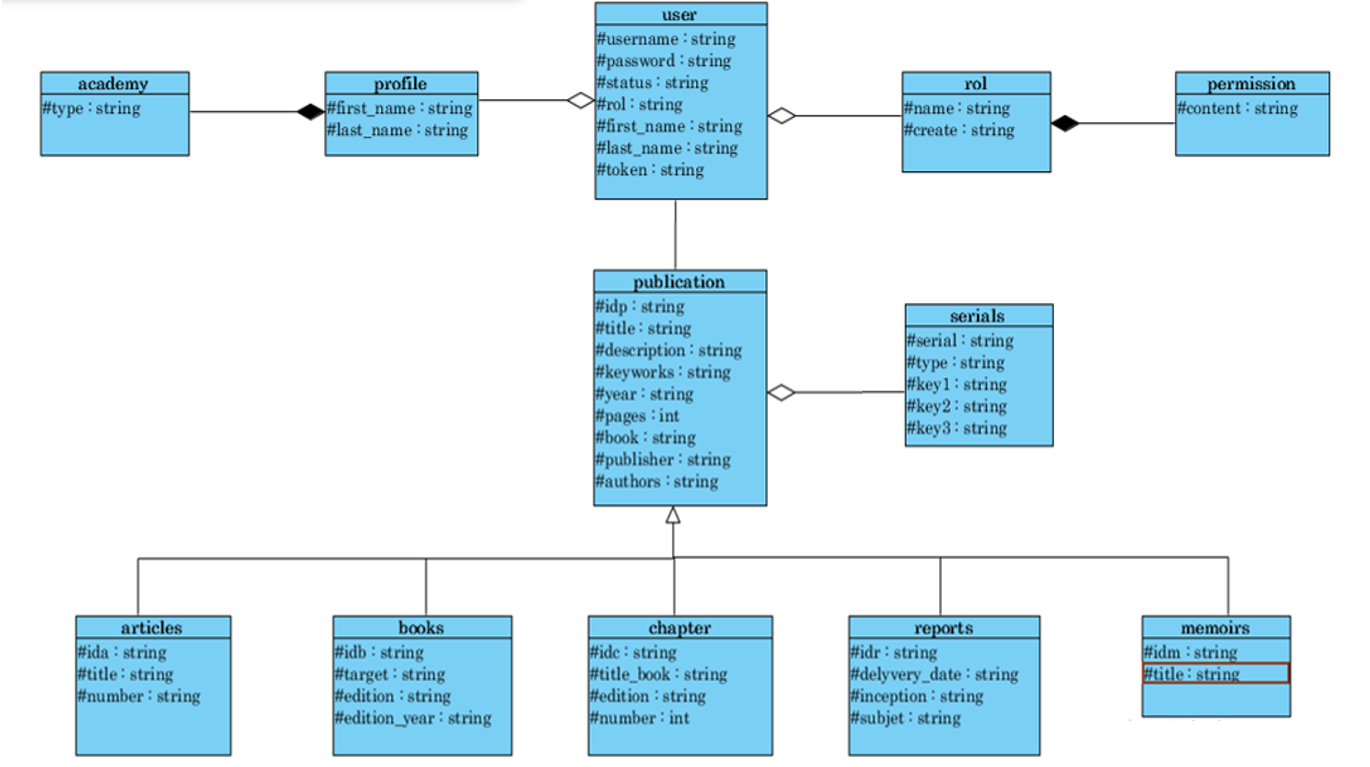 user
#username : string
#password : string
#status : string
#rol : string
#first_name : string
#last_name : string
#token : string
academy
#type : string
profile
#first_name : string
#last_name : string
rol
#name : string
#create : string
permission
#content : string
publication
#idp : string
#title : string
#description : string
#keyworks : string
#year : string
#pages : int
#book : string
#publisher : string
#authors : string
serials
#serial : string
#type : string
#key1 : string
#key2 : string
#key3 : string
articles
#ida : string
#title : string
#number : string
books
#idb : string
#target : string
#edition : string
#edition_year : string
chapter
#idc : string
#title_book : string
#edition : string
#number : int
reports
#idr : string
#delyvery_date : string
#inception : string
#subjet : string
memoirs
#idm : string
#title : string